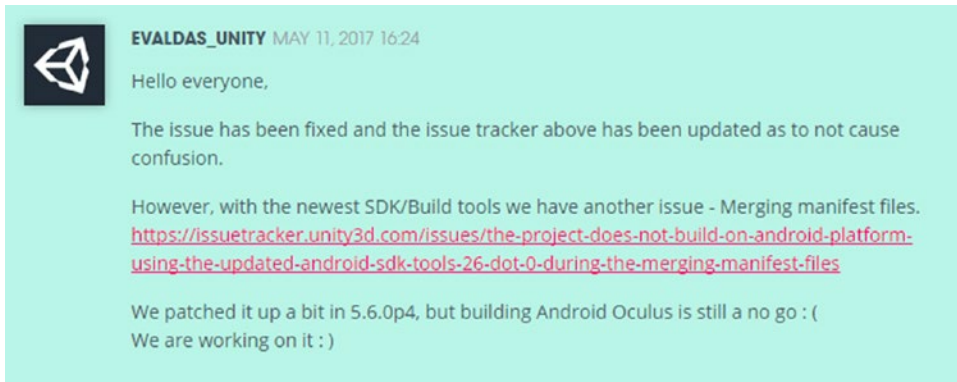 EVALDAS_UNITY MAY 11, 2017 16:24
Hello everyone,
The issue has been fixed and the issue tracker above has been updated as to not cause
confusion.
However, with the newest SDK/Build tools we have another issue - Merging manifest files.
https://issuetracker.unity3d.com/issues/the-project-does-not-build-on-android-platform-
using-the-updated-android-sdk-tools-26-dot-0-during-the-merging-manifest-files
We patched it up a bit in 5.6.0p4, but building Android Oculus is still a no go : (
We are working on it : )